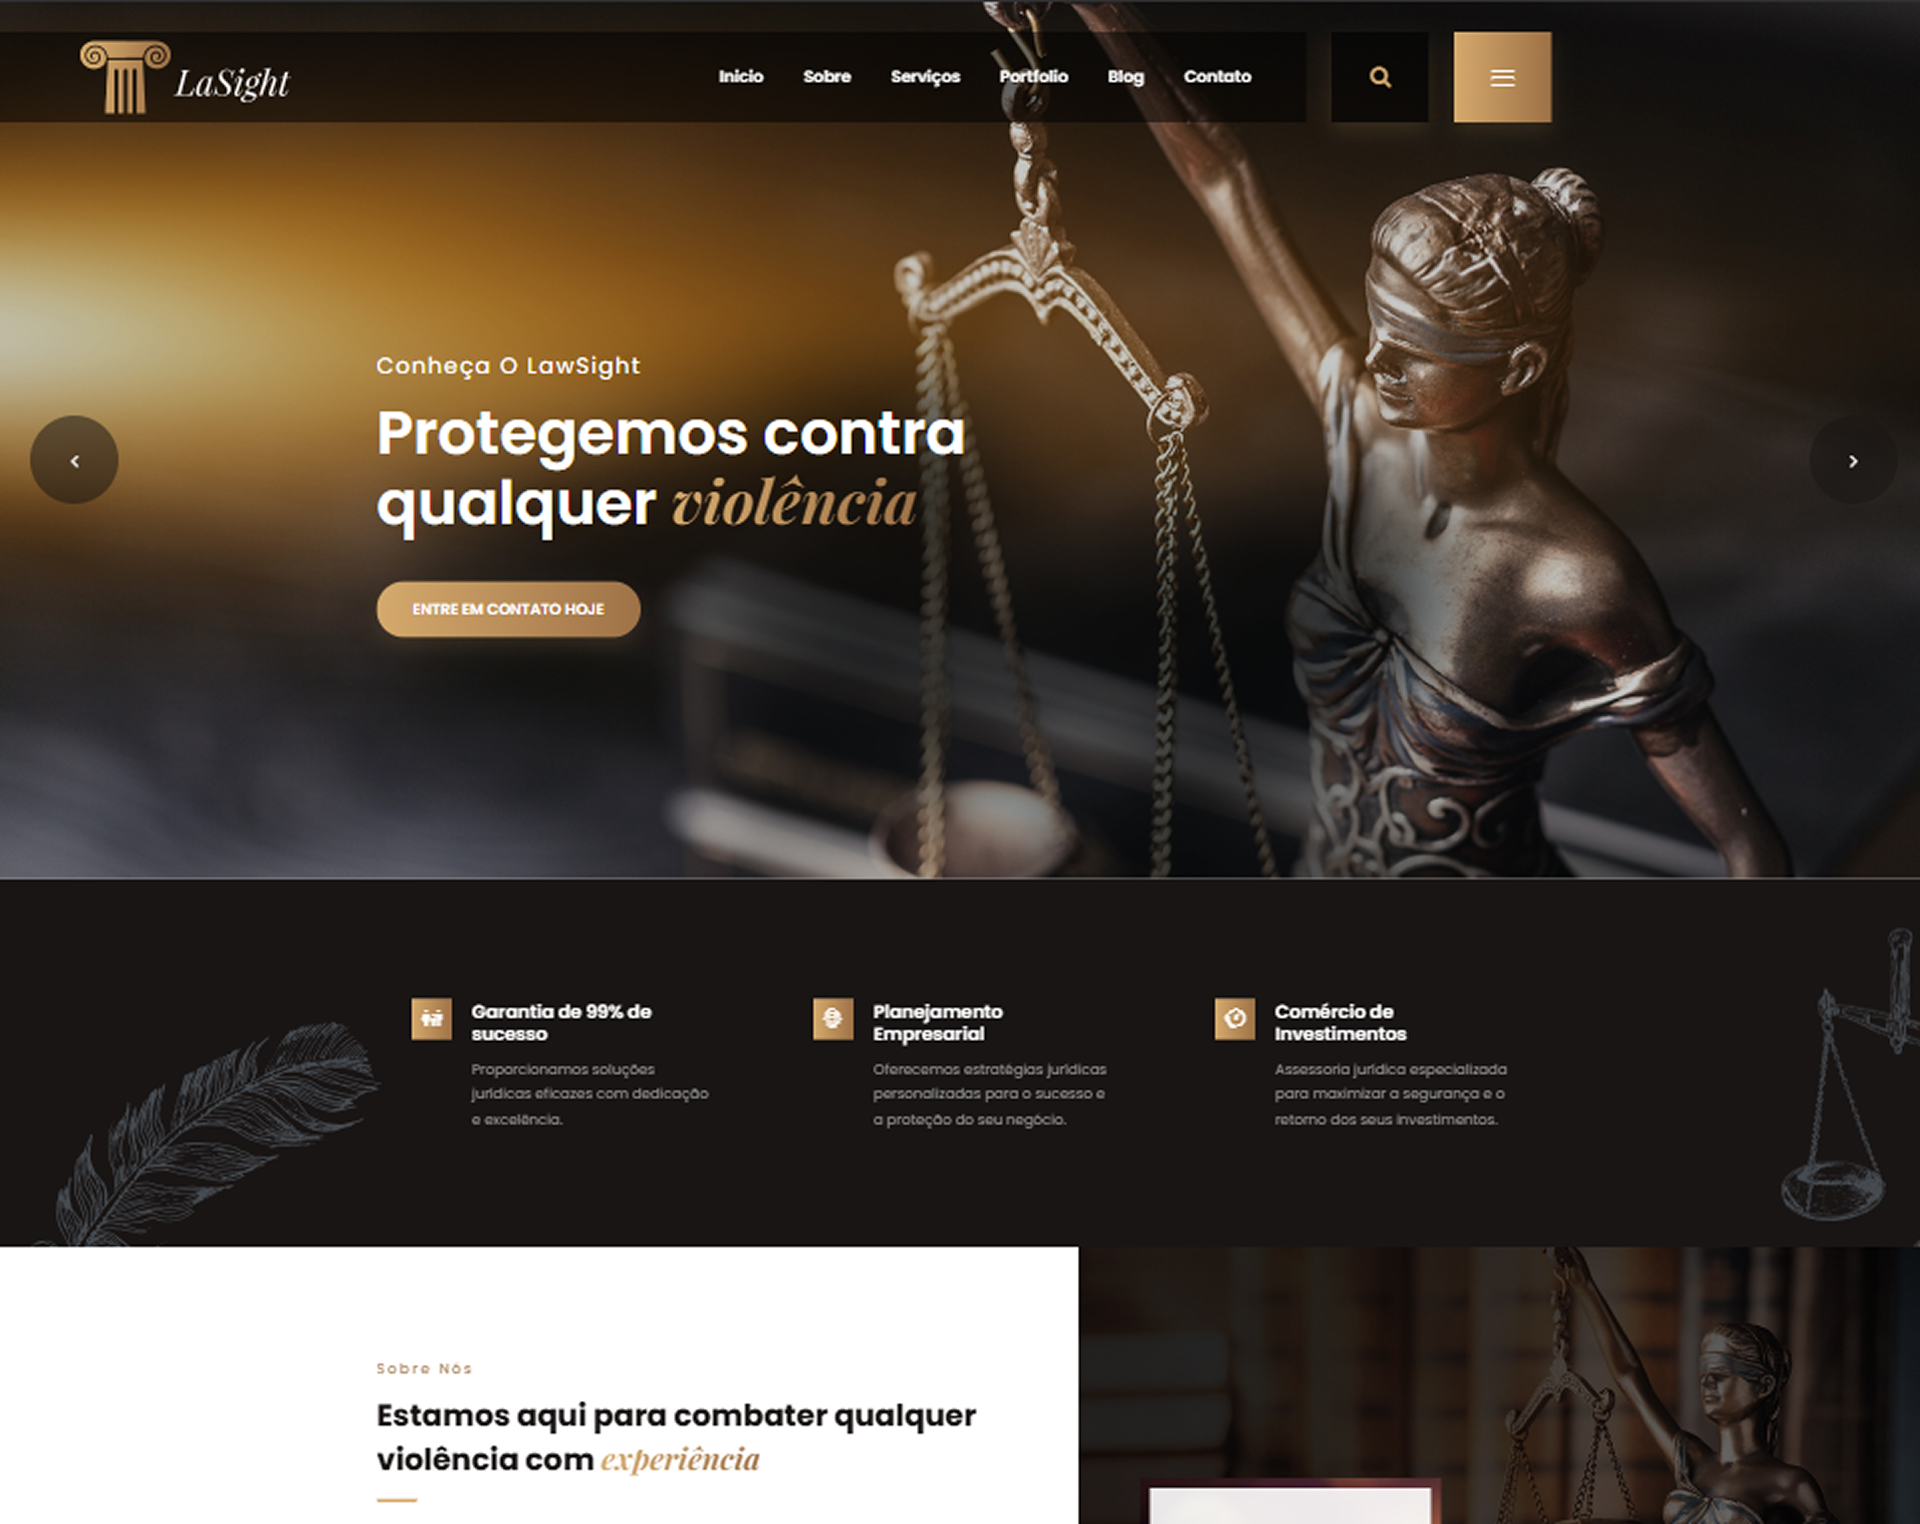 LaSight
Inicio Sobre Serviços Portfolio Blog Contato
Conheça O LawSight
Protegemos contra
qualquer violência
ENTRE EM CONTATO HOJE
Garantia de 99% de
sucesso
Proporcionamos soluções
jurídicas eficazes com dedicação
e excelência.
Planejamento
Empresarial
Oferecemos estratégias jurídicas
personalizadas para o sucesso e
a proteção do seu negócio.
Comércio de
Investimentos
Assessoria jurídica especializada
para maximizar a segurança e o
retorno dos seus investimentos.
Sobre Nós
Estamos aqui para combater qualquer
violência com experiência